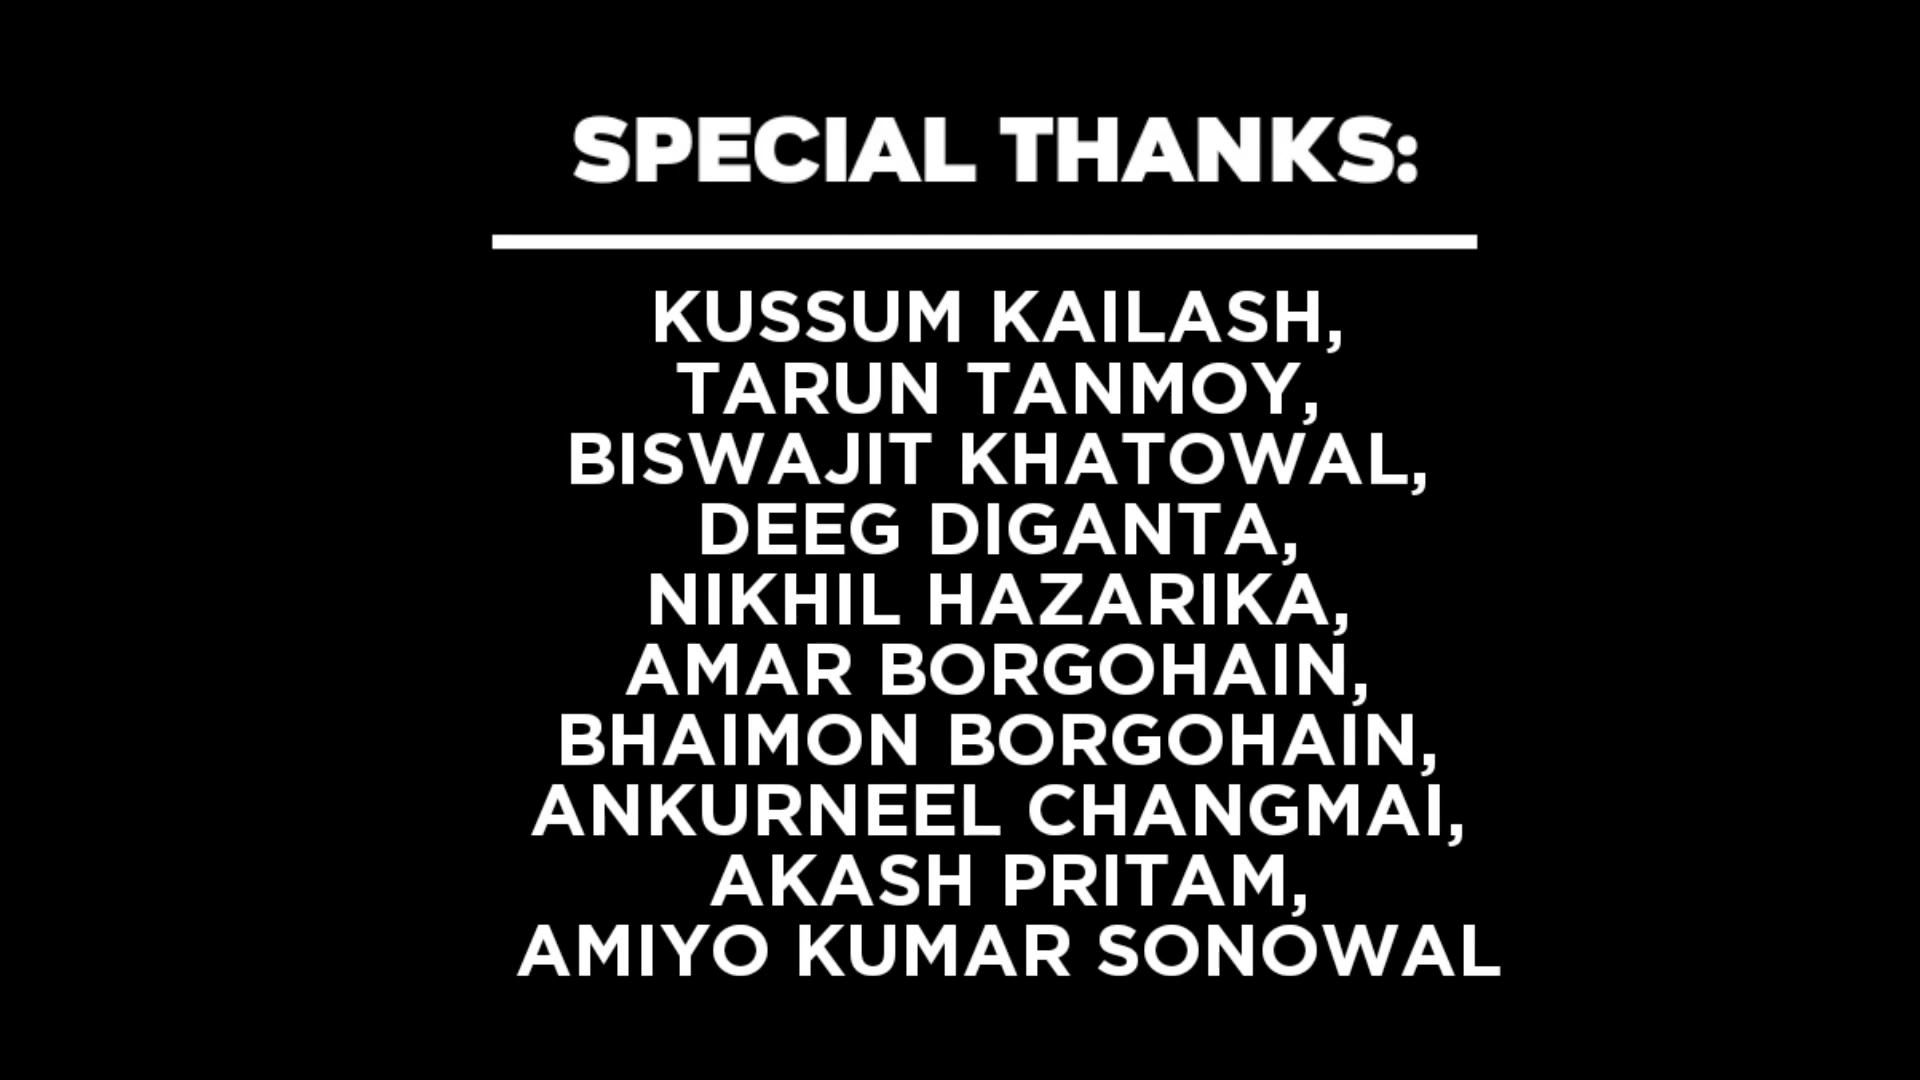 SPECIAL THANKS:
KUSSUM KAILASH,
TARUN TANMOY,
BISWAJIT KHATOWAL,
DEEG DIGANTA,
NIKHIL HAZARIKA,
AMAR BORGOHAIN,
BHAIMON BORGOHAIN,
ANKURNEEL CHANGMAI,
AKASH PRITAM,
AMIYO KUMAR SONOWAL